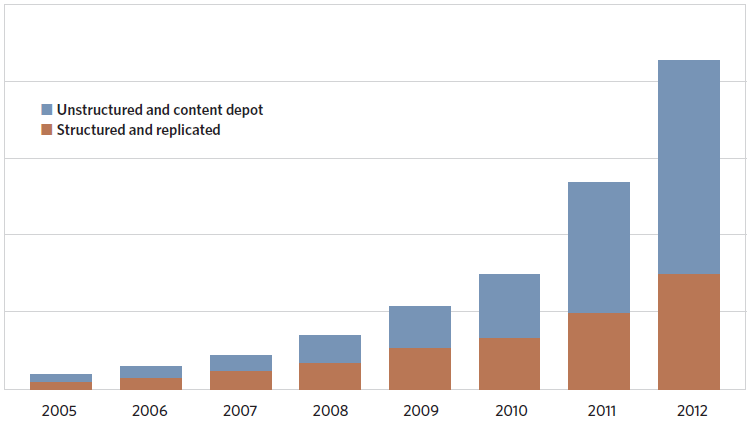 Unstructured and content depot
Structured and replicated
2005 2006 2007 2008 2009 2010 2011 2012